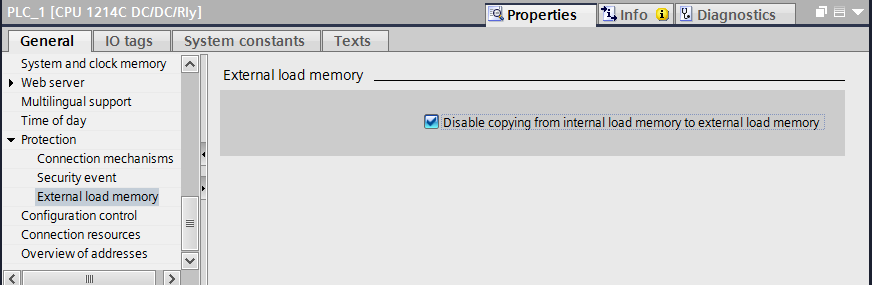 PLC_1 [CPU 1214C DC/DC/Rly]
Properties
Info
Diagnostics
General
IO tags
System constants
Texts
System and clock memory
Web server
Multilingual support
Time of day
Protection
Connection mechanisms
Security event
External load memory
Configuration control
Connection resources
Overview of addresses
External load memory
Disable copying from internal load memory to external load memory